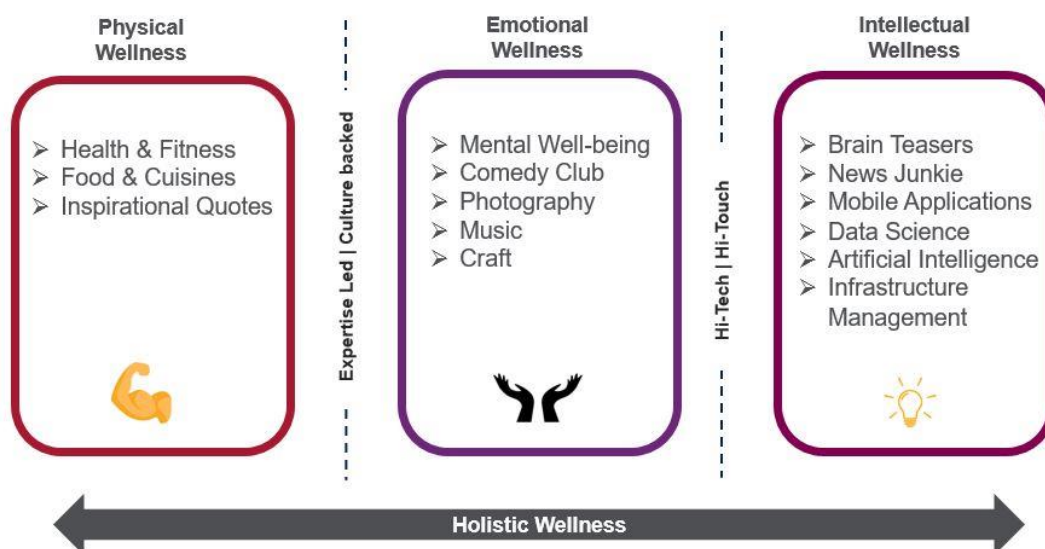 Physical
Wellness
Health & Fitness
Food & Cuisines
Inspirational Quotes
Expertise Led | Culture backed
Emotional
Wellness
Mental Well-being
Comedy Club
Photography
Music
Craft
Hi-Tech | Hi-Touch
Intellectual
Wellness
Brain Teasers
News Junkie
Mobile Applications
Data Science
Artificial Intelligence
Infrastructure
Management
Holistic Wellness